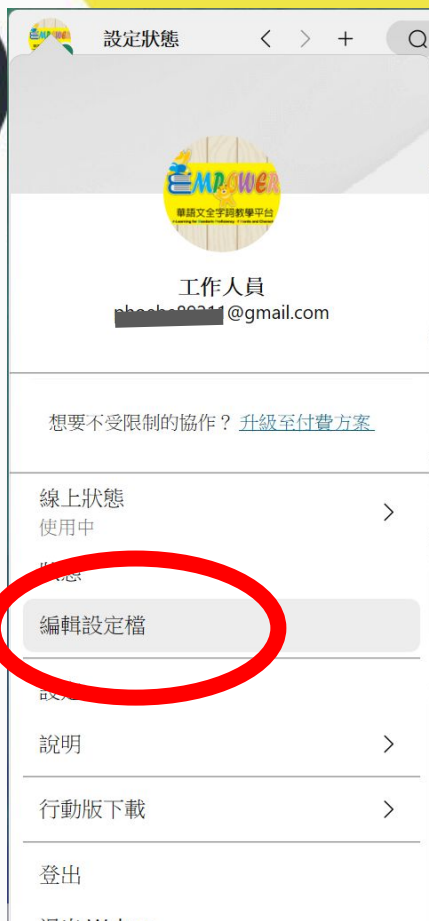 設定狀態
EMPOWER
華語文全字詞教學平台
工作人員
@gmail.com
想要不受限制的協作？ 升級至付費方案
線上狀態
使用中
狀態
編輯設定檔
說明
行動版下載
登出